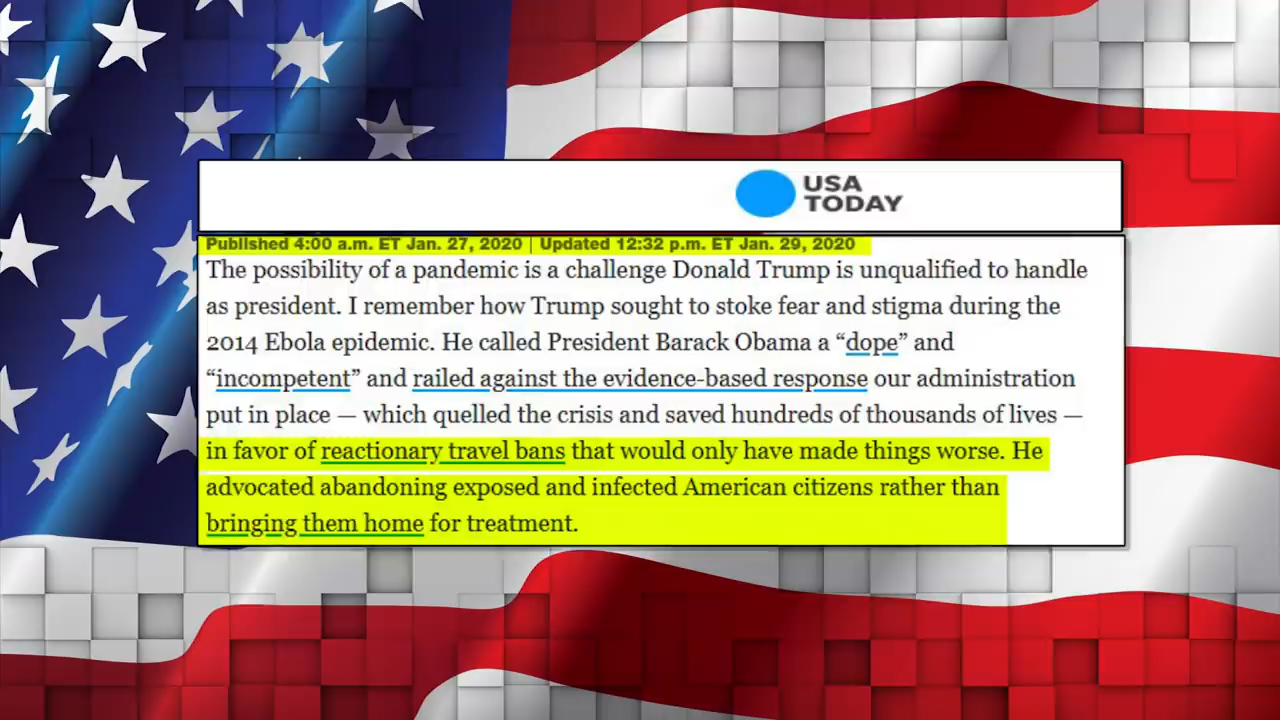 USA
TODAY
Published 4:00 a.m. ET Jan. 27, 2020 | Updated 12:32 p.m. ET Jan. 29, 2020
The possibility of a pandemic is a challenge Donald Trump is unqualified to handle
as president. I remember how Trump sought to stoke fear and stigma during the
2014 Ebola epidemic. He called President Barack Obama a “dope” and
“incompetent” and railed against the evidence-based response our administration
put in place — which quelled the crisis and saved hundreds of thousands of lives —
in favor of reactionary travel bans that would only have made things worse. He
advocated abandoning exposed and infected American citizens rather than
bringing them home for treatment.